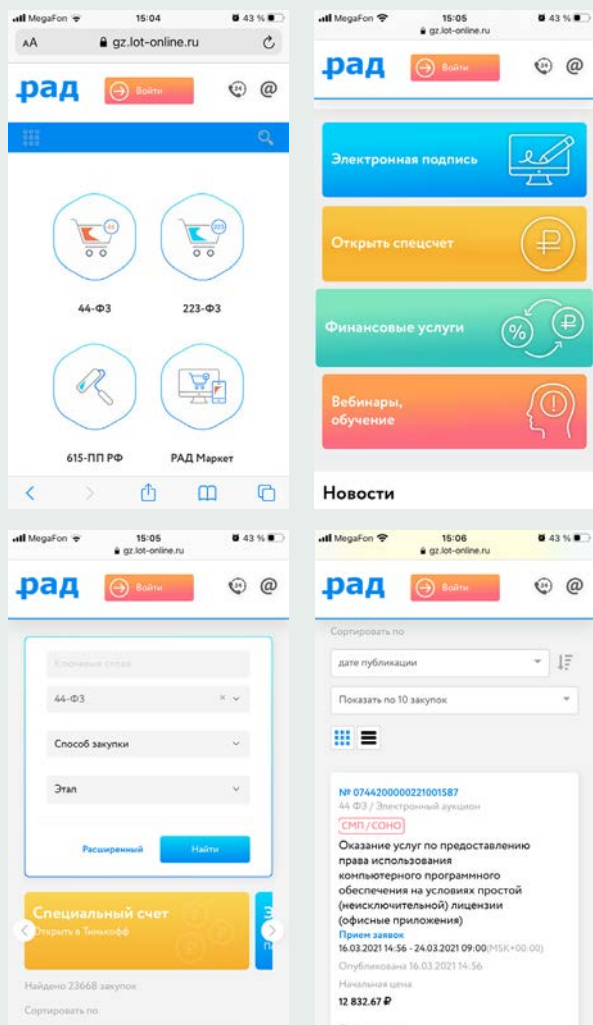 MegaFon 15:04 43 %
AA gz.lot-online.ru
рад Войти 24 @
44 223
44-ФЗ 223-ФЗ
615-ПП РФ РАД Маркет
MegaFon 15:05 43 %
gz.lot-online.ru
рад Войти 24 @
Электронная подпись
Открыть спецсчет
Финансовые услуги
Вебинары,
обучение
Новости
MegaFon 15:05 43 %
gz.lot-online.ru
рад Войти 24 @
Ключевые слова
44-ФЗ
Способ закупки
Этап
Расширенный Найти
Специальный счет
Открыть в Тинькофф
Найдено 23668 закупок
Сортировать по
MegaFon 15:06 43 %
gz.lot-online.ru
рад Войти 24 @
Сортировать по
дате публикации
Показать по 10 закупок
№ 0744200000221001587
44 ФЗ / Электронный аукцион
СМП/СОНО
Оказание услуг по предоставлению
права использования
компьютерного программного
обеспечения на условиях простой
(неисключительной) лицензии
(офисные приложения)
Прием заявок
16.03.2021 14:56 - 24.03.2021 09:00(MSK+00:00)
Опубликована 16.03.2021 14:56
Начальная цена
12 832.67 ₽